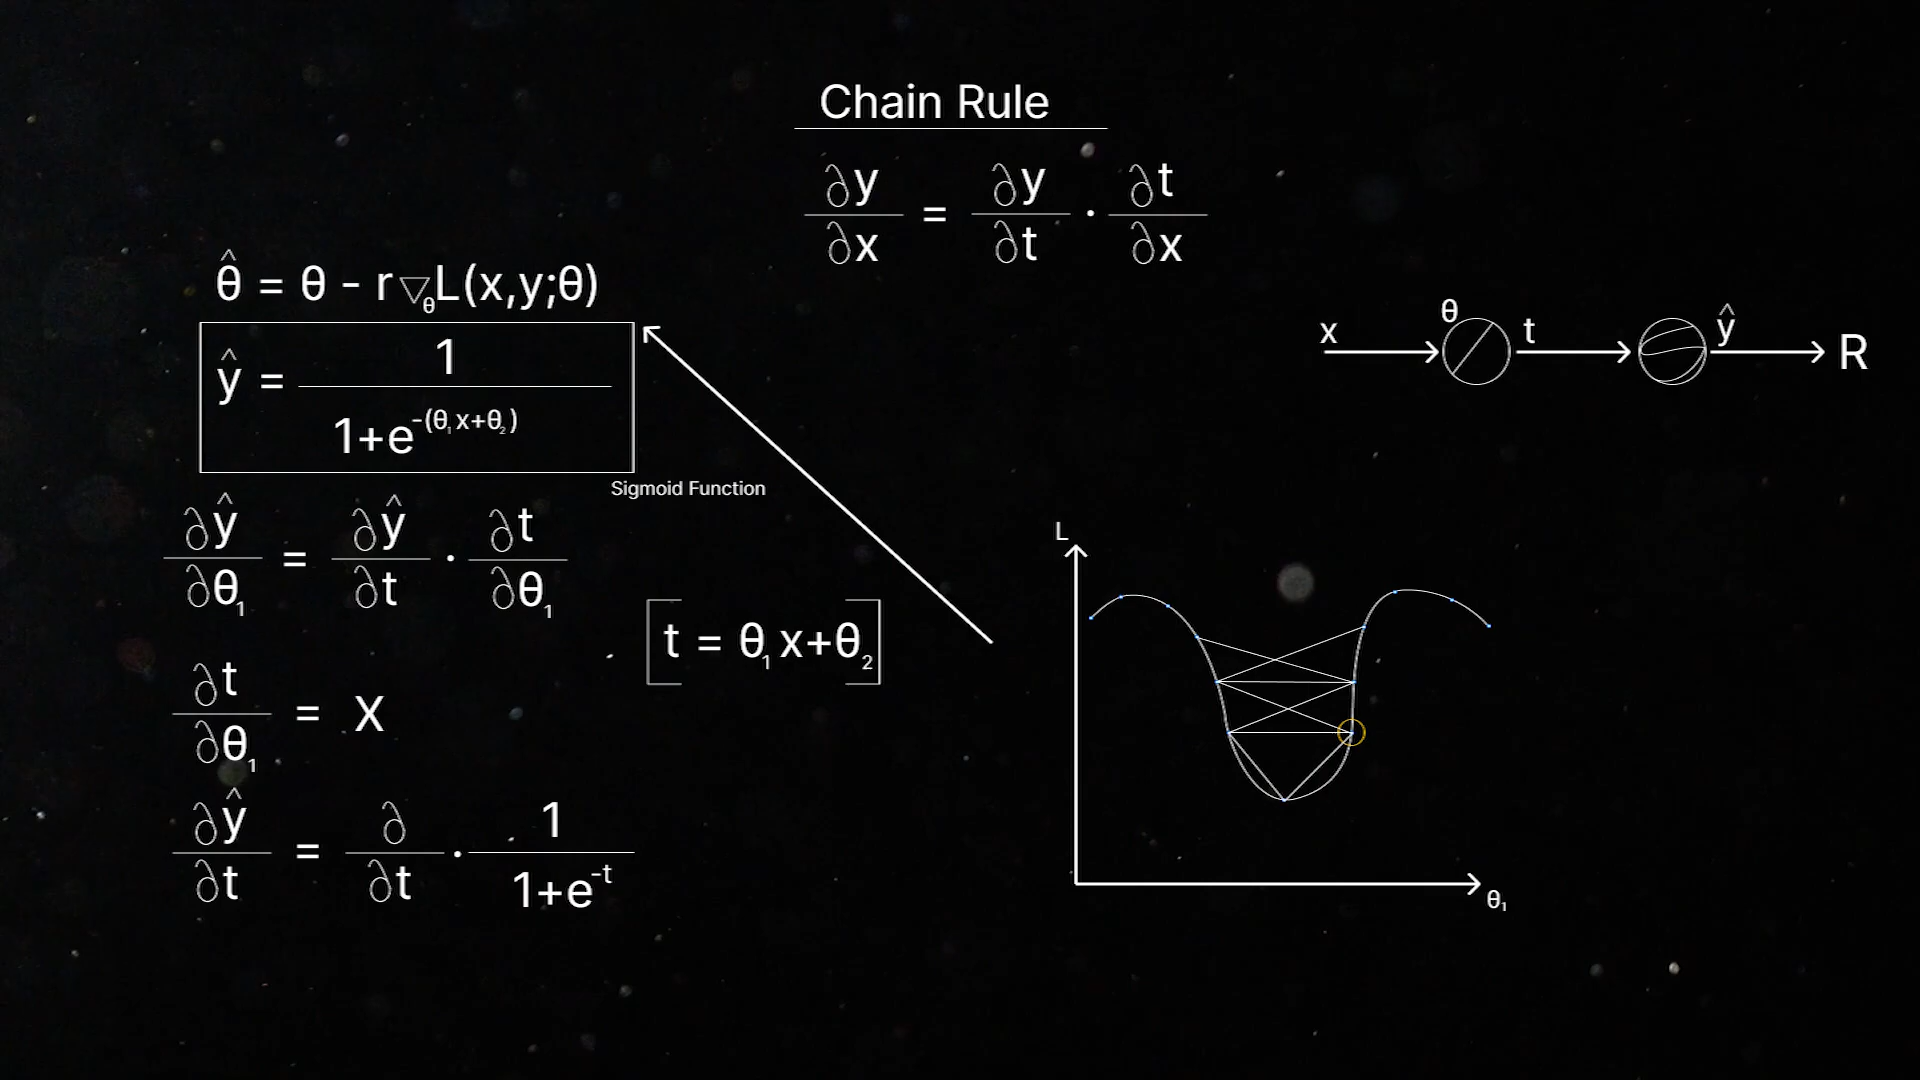 Chain Rule
∂y/∂x = ∂y/∂t · ∂t/∂x
θ̂ = θ - r▽θL(x,y;θ)
ŷ = 1/1+e^-(θ₁x+θ₂)
Sigmoid Function
x θ t ŷ R
∂ŷ/∂θ₁ = ∂ŷ/∂t · ∂t/∂θ₁
[t = θ₁x+θ₂]
∂t/∂θ₁ = X
∂ŷ/∂t = ∂/∂t · 1/1+e^-t
L
θ₁